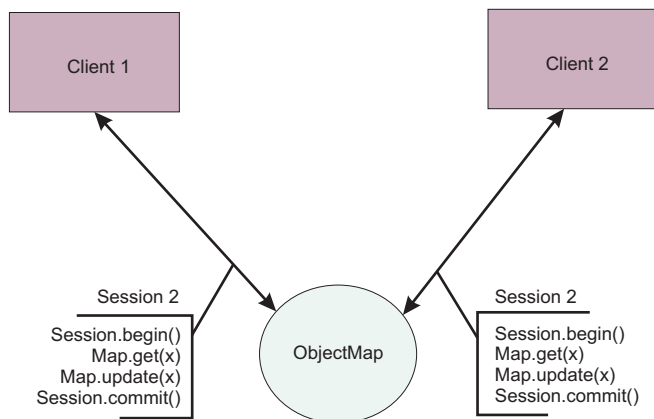 Client 1
Client 2
Session 2
Session.begin()
Map.get(x)
Map.update(x)
Session.commit()
ObjectMap
Session 2
Session.begin()
Map.get(x)
Map.update(x)
Session.commit()